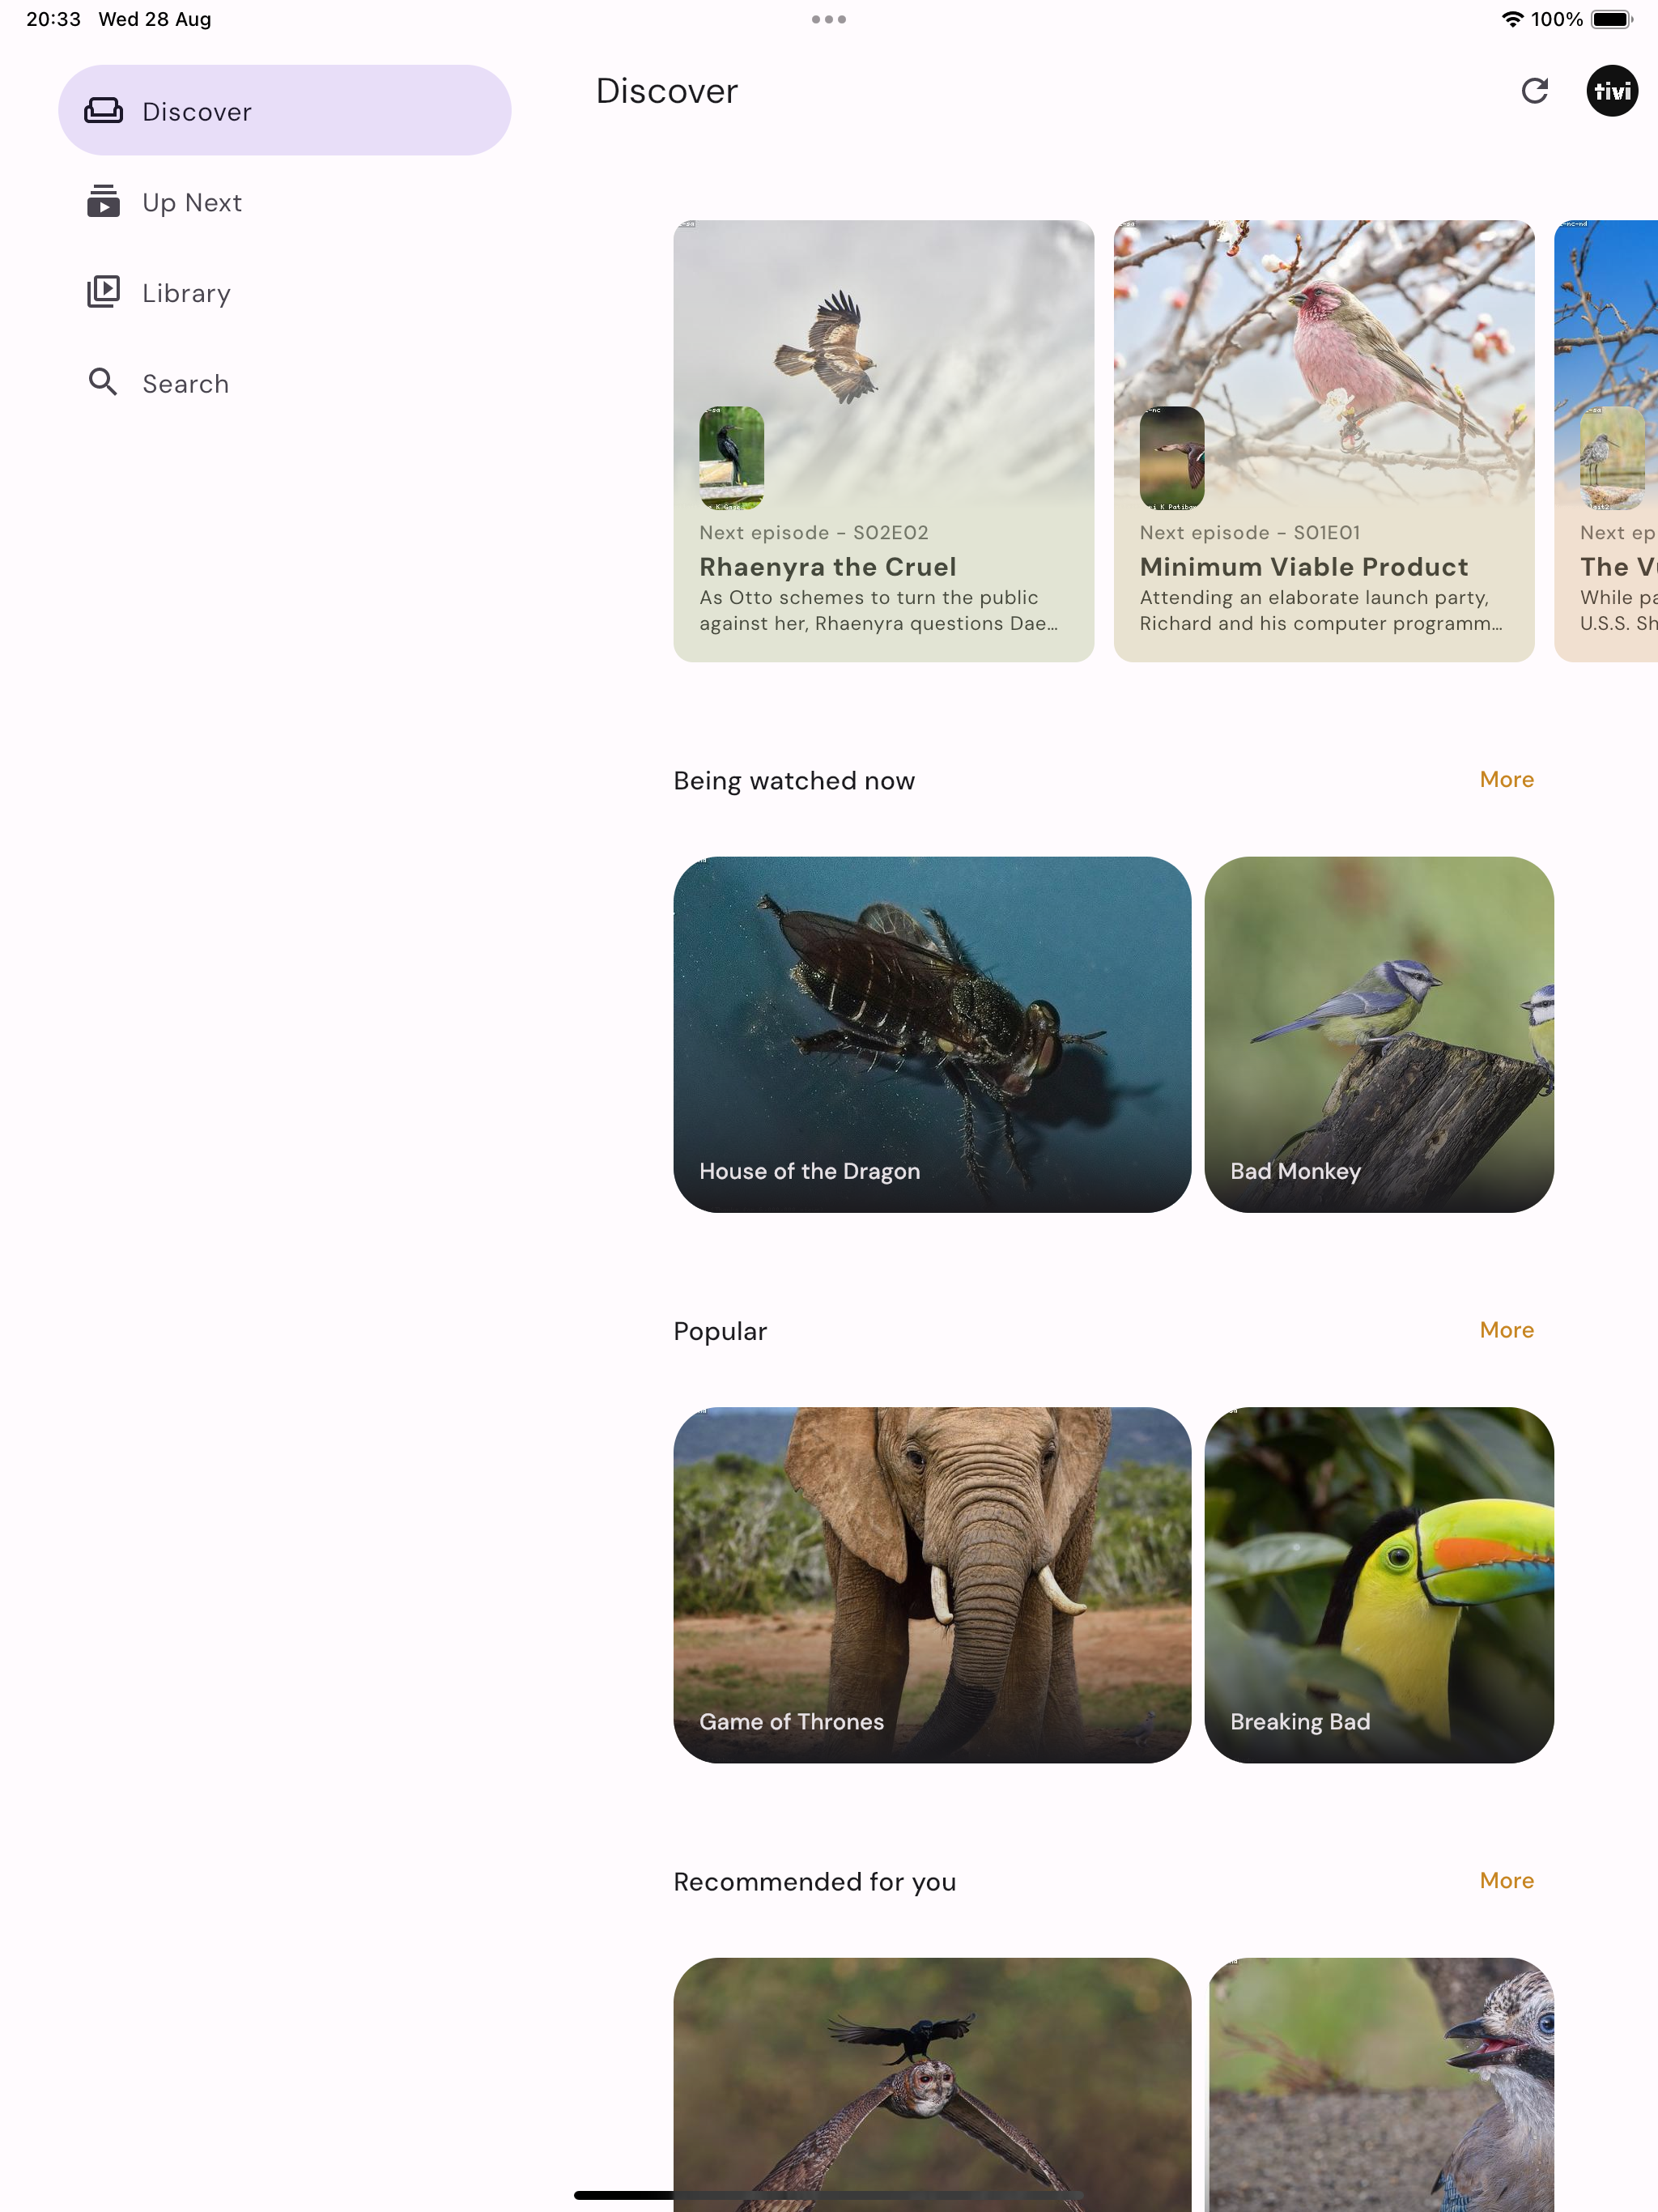 20:33 Wed 28 Aug
100%
Discover
Up Next
Library
Search
Discover
tivi
Next episode – S02E02
Rhaenyra the Cruel
As Otto schemes to turn the public
against her, Rhaenyra questions Dae...
Next episode – S01E01
Minimum Viable Product
Attending an elaborate launch party,
Richard and his computer programm...
Next ep
The V
While pa
U.S.S. Sh
Being watched now
More
House of the Dragon
Bad Monkey
Popular
More
Game of Thrones
Breaking Bad
Recommended for you
More